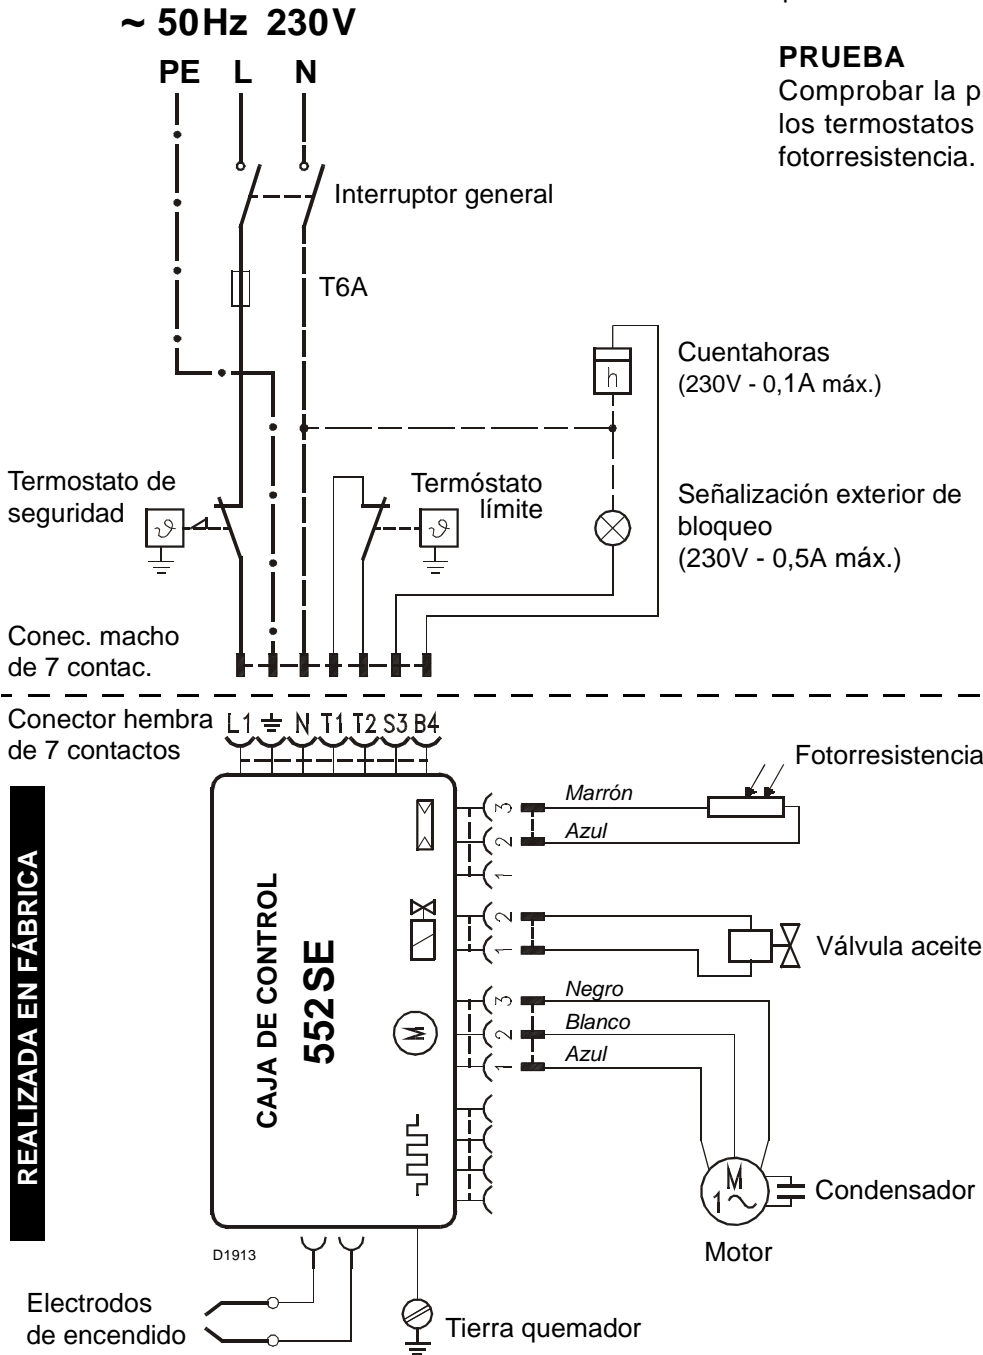 ~ 50Hz 230V
PE L N
PRUEBA
Comprobar la p
los termostatos
fotorresistencia.
Interruptor general
T6A
Cuentahoras
(230V - 0,1A máx.)
h
Termostato de
seguridad
ϑ
Termóstato
límite
ϑ
Señalización exterior de
bloqueo
(230V - 0,5A máx.)
Conec. macho
de 7 contac.
Conector hembra
de 7 contactos
L1 N T1 T2 S3 B4
Fotorresistencia
REALIZADA EN FÁBRICA
CAJA DE CONTROL
552SE
3 Marrón
2 Azul
1
2
1
Válvula aceite
M
3 Negro
2 Blanco
1 Azul
M
1~
Condensador
Motor
D1913
Electrodos
de encendido
Tierra quemador